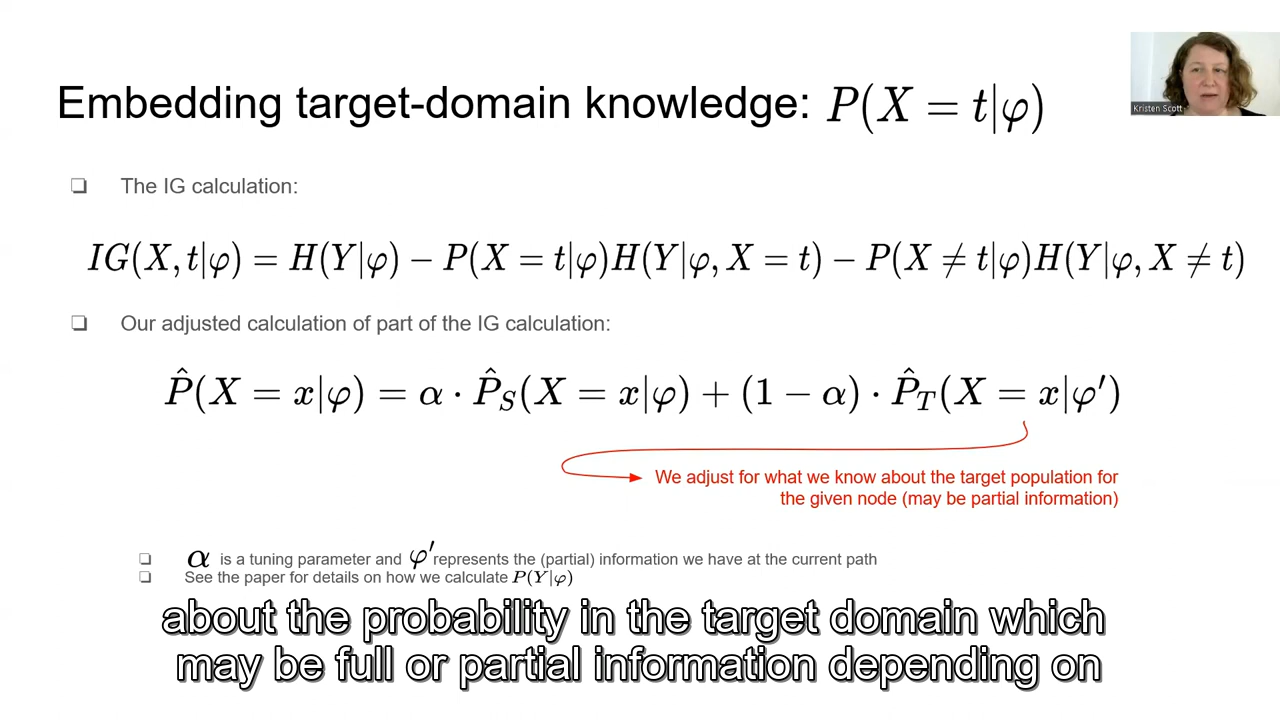 Embedding target-domain knowledge: P(X = t|φ)
Kristen Scott
❏ The IG calculation:
IG(X, t|φ) = H(Y|φ) − P(X = t|φ)H(Y|φ, X = t) − P(X ≠ t|φ)H(Y|φ, X ≠ t)
❏ Our adjusted calculation of part of the IG calculation:
P̂(X = x|φ) = α · P̂_S(X = x|φ) + (1 − α) · P̂_T(X = x|φ′)
We adjust for what we know about the target population for
the given node (may be partial information)
❏ α is a tuning parameter and φ′ represents the (partial) information we have at the current path
❏ See the paper for details on how we calculate P(Y|φ)
about the probability in the target domain which
may be full or partial information depending on